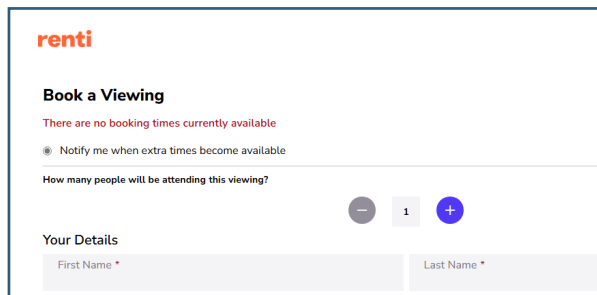 renti
Book a Viewing
There are no booking times currently available
Notify me when extra times become available
How many people will be attending this viewing?
− 1 +
Your Details
First Name * Last Name *